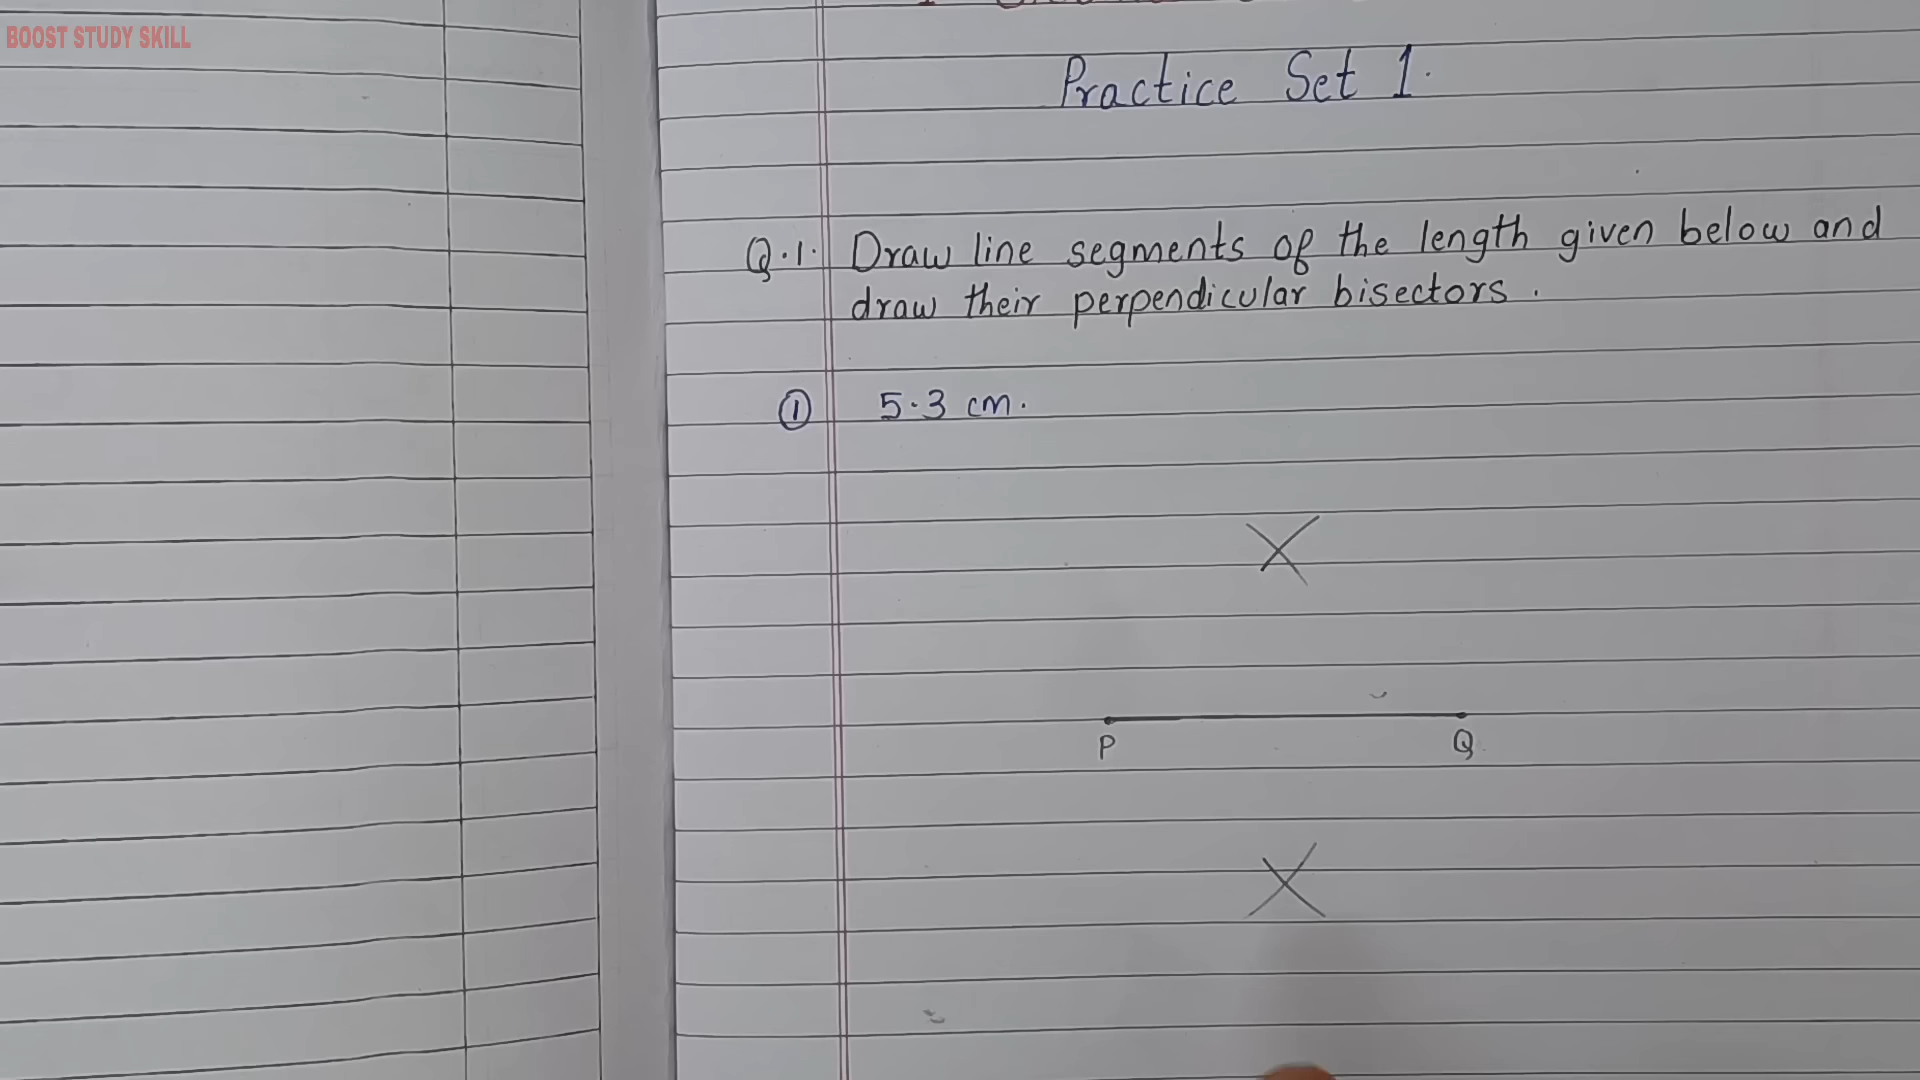 BOOST STUDY SKILL
Practice Set 1.
Q.1. Draw line segments of the length given below and
draw their perpendicular bisectors.
① 5.3 cm.
P Q